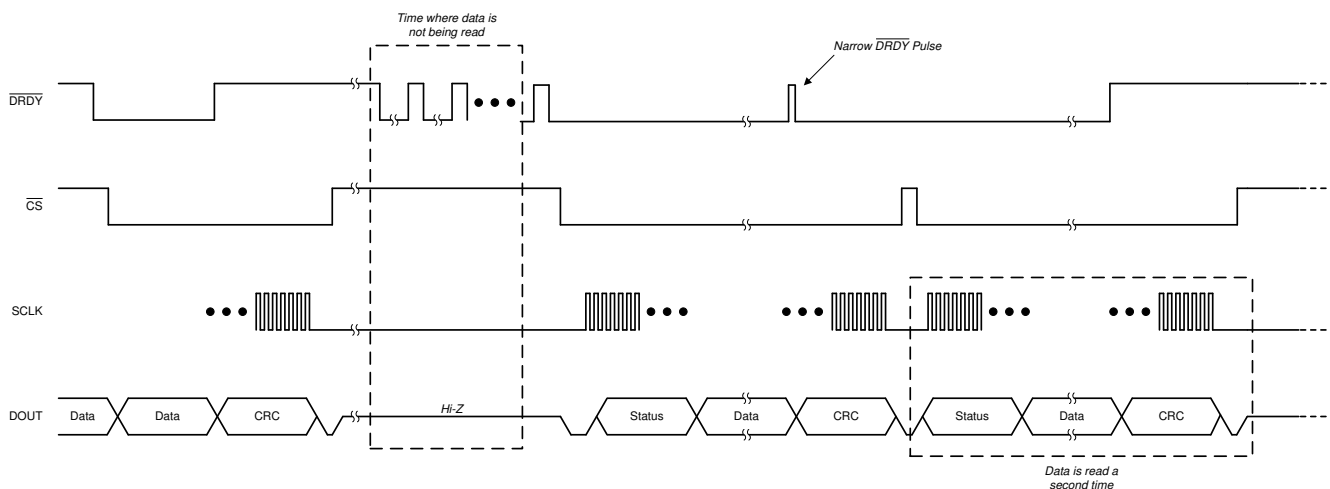 Time where data is
not being read
Narrow DRDY Pulse
DRDY
CS
SCLK
DOUT Data Data CRC Hi-Z Status Data CRC Status Data CRC
Data is read a
second time